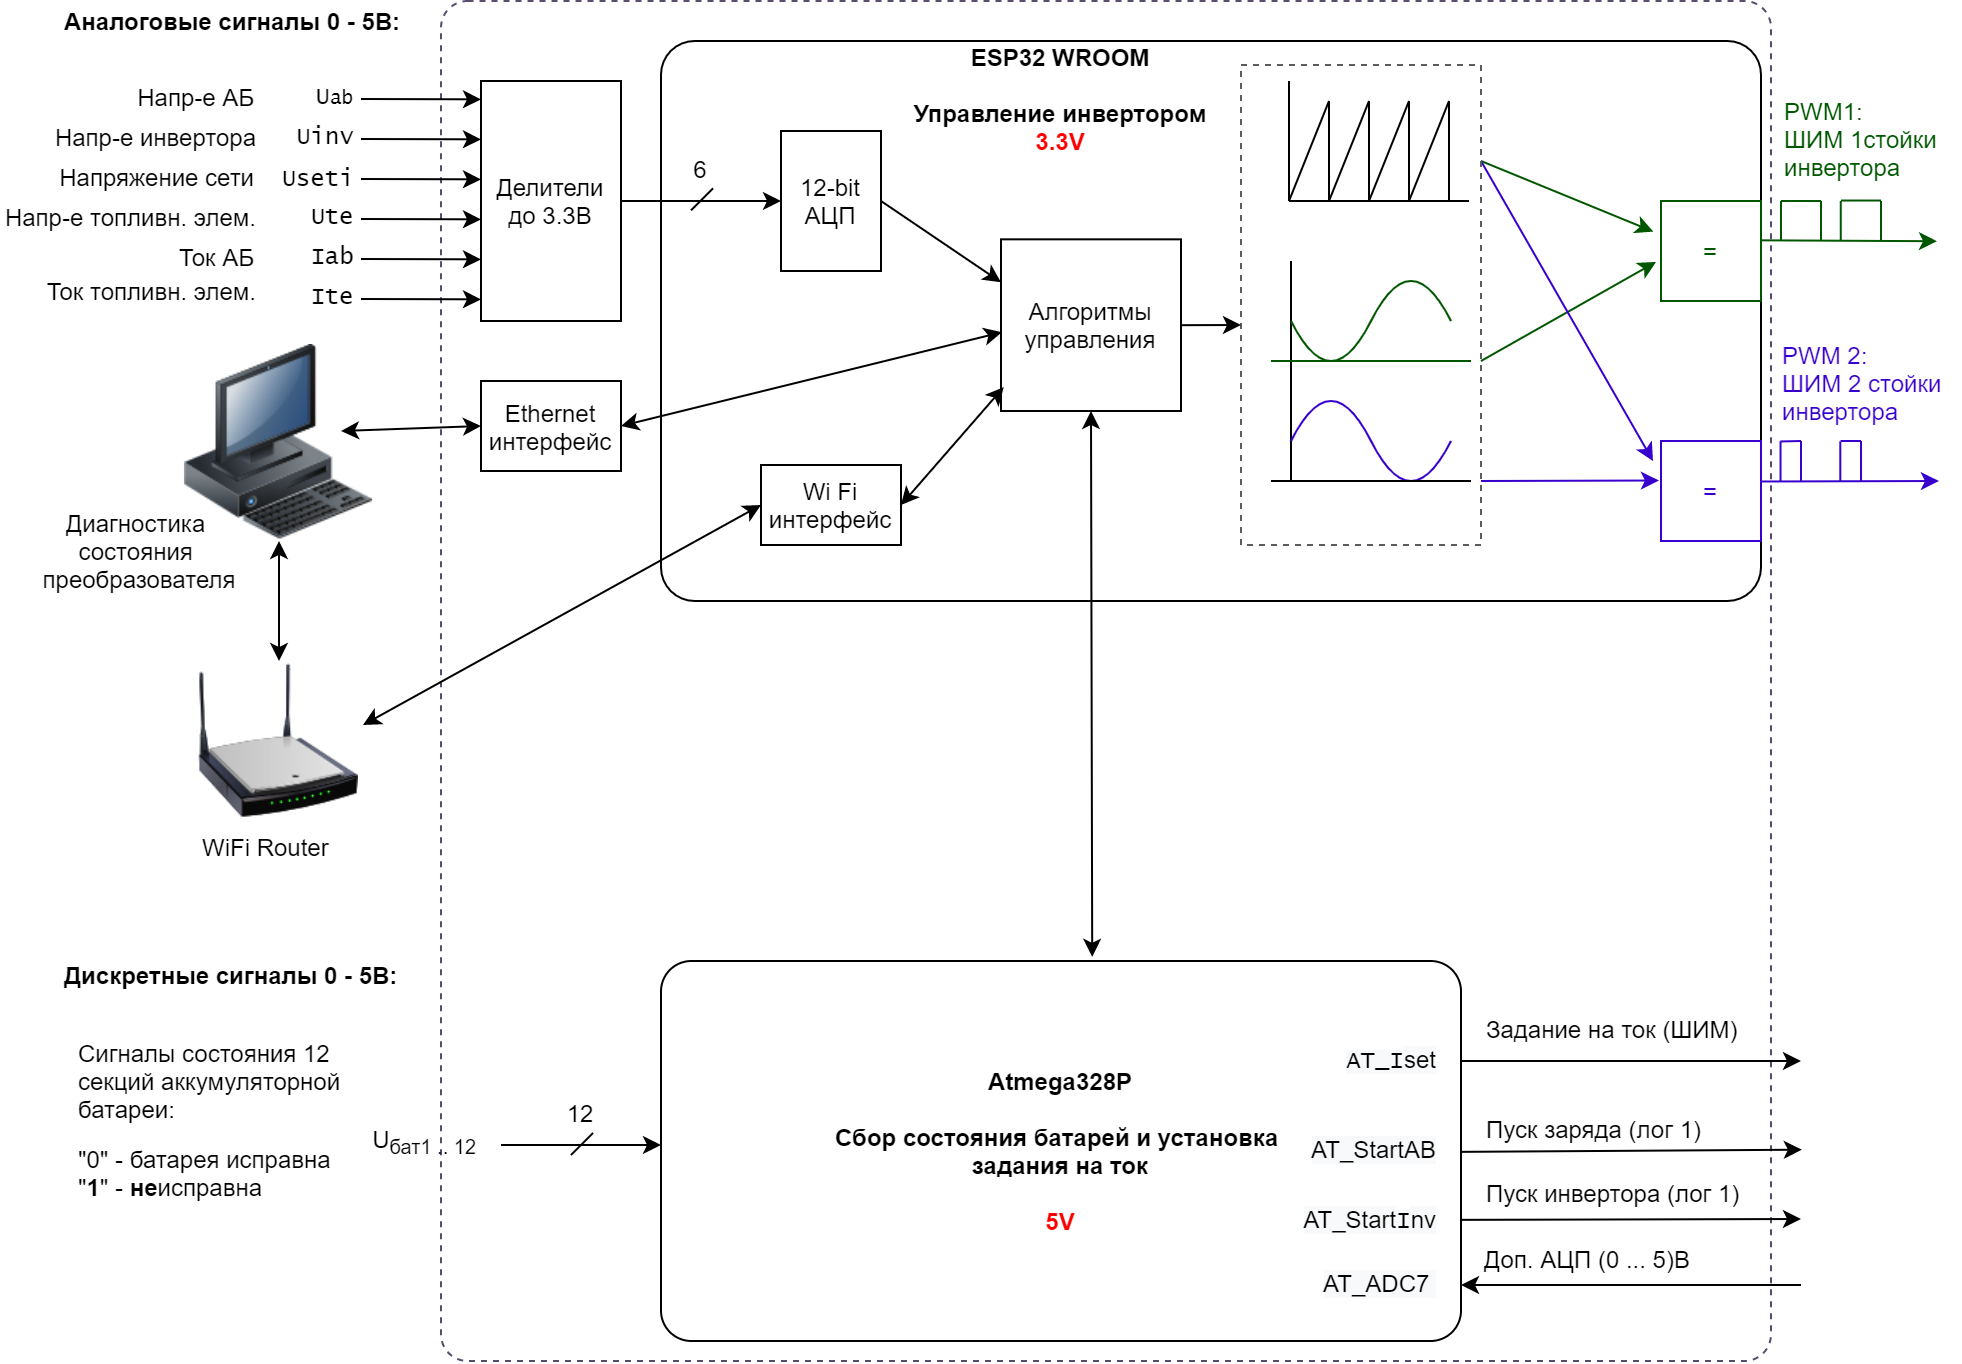 Аналоговые сигналы 0 - 5В:
Напр-е АБ Uab
Напр-е инвертора Uinv
Напряжение сети Useti
Напр-е топливн. элем. Ute
Ток АБ Iab
Ток топливн. элем. Ite
Делители
до 3.3В
6
12-bit
АЦП
ESP32 WROOM
Управление инвертором
3.3V
Алгоритмы
управления
Ethernet
интерфейс
Wi Fi
интерфейс
=
PWM1:
ШИМ 1стойки
инвертора
=
PWM 2:
ШИМ 2 стойки
инвертора
Диагностика
состояния
преобразователя
WiFi Router
Дискретные сигналы 0 - 5В:
Сигналы состояния 12
секций аккумуляторной
батареи:
"0" - батарея исправна
"1" - неисправна
Uбат1 .. 12
12
Atmega328P
Сбор состояния батарей и установка
задания на ток
5V
AT_Iset
AT_StartAB
AT_StartInv
AT_ADC7
Задание на ток (ШИМ)
Пуск заряда (лог 1)
Пуск инвертора (лог 1)
Доп. АЦП (0 ... 5)В